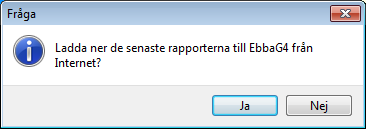 Fråga
Ladda ner de senaste rapporterna till EbbaG4 från
Internet?
Ja
Nej